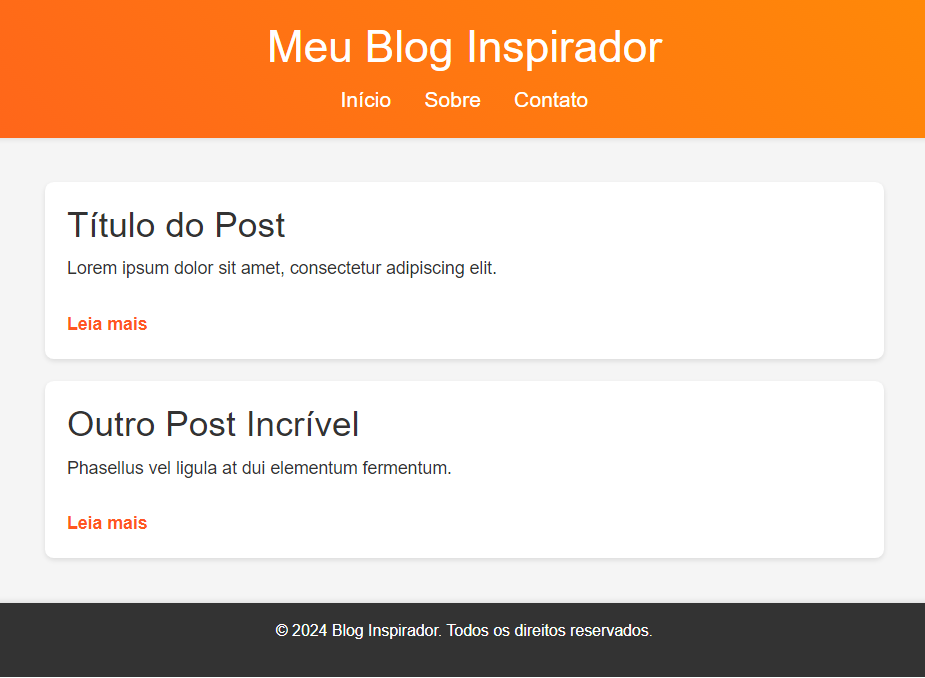 Meu Blog Inspirador
Início Sobre Contato
Título do Post
Lorem ipsum dolor sit amet, consectetur adipiscing elit.
Leia mais
Outro Post Incrível
Phasellus vel ligula at dui elementum fermentum.
Leia mais
© 2024 Blog Inspirador. Todos os direitos reservados.